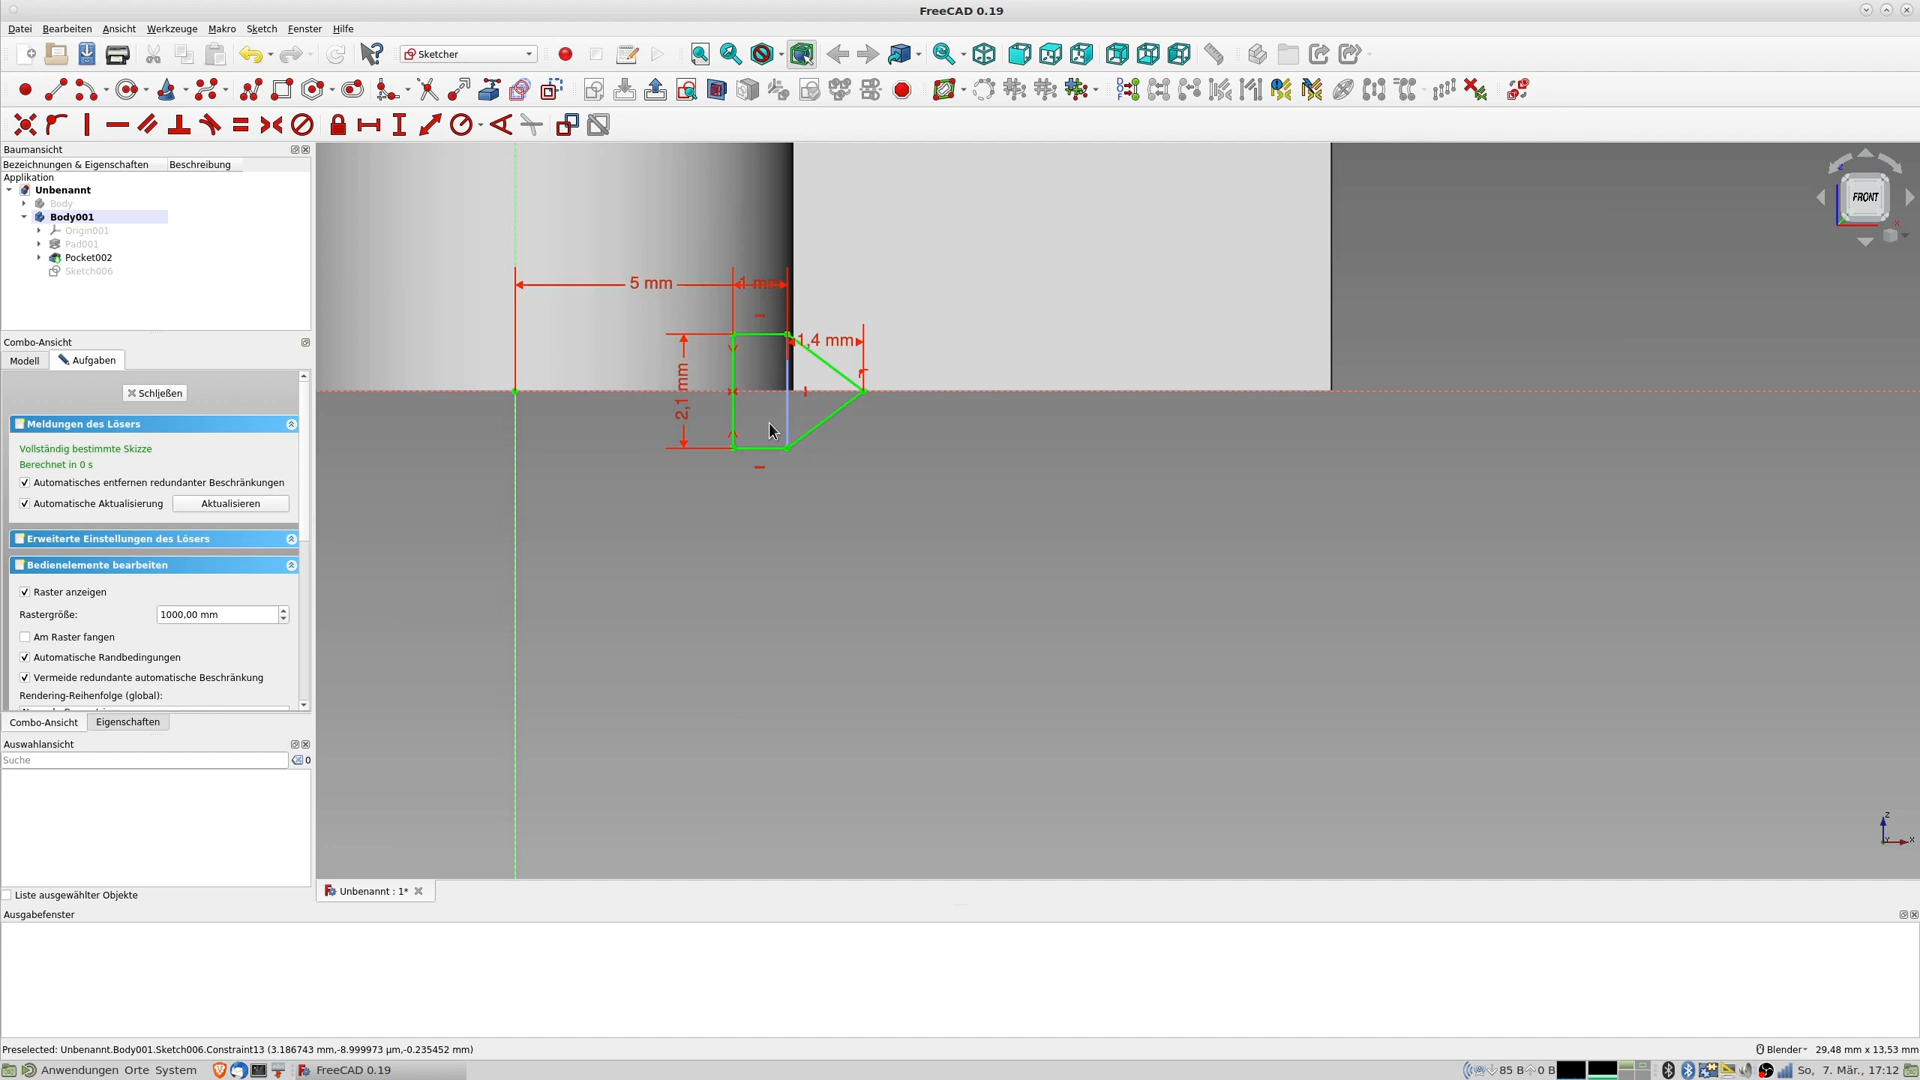 FreeCAD 0.19
Datei Bearbeiten Ansicht Werkzeuge Makro Sketch Fenster Hilfe
Sketcher
Baumansicht
Bezeichnungen & Eigenschaften Beschreibung
Applikation
Unbenannt
Body
Body001
Origin001
Pad001
Pocket002
Sketch006
Combo-Ansicht
Modell Aufgaben
Schließen
Meldungen des Lösers
Vollständig bestimmte Skizze
Berechnet in 0 s
Automatisches entfernen redundanter Beschränkungen
Automatische Aktualisierung Aktualisieren
Erweiterte Einstellungen des Lösers
Bedienelemente bearbeiten
Raster anzeigen
Rastergröße: 1000,00 mm
Am Raster fangen
Automatische Randbedingungen
Vermeide redundante automatische Beschränkung
Rendering-Reihenfolge (global):
Combo-Ansicht Eigenschaften
Auswahlansicht
Suche 0
Liste ausgewählter Objekte
5 mm
1 mm
1,4 mm
2,1 mm
FRONT
z
x
Z
X
Unbenannt : 1*
Ausgabefenster
Preselected: Unbenannt.Body001.Sketch006.Constraint13 (3.186743 mm,-8.999973 µm,-0.235452 mm)
Blender 29,48 mm x 13,53 mm
Anwendungen Orte System FreeCAD 0.19
85 B 0 B So, 7. Mär., 17:12